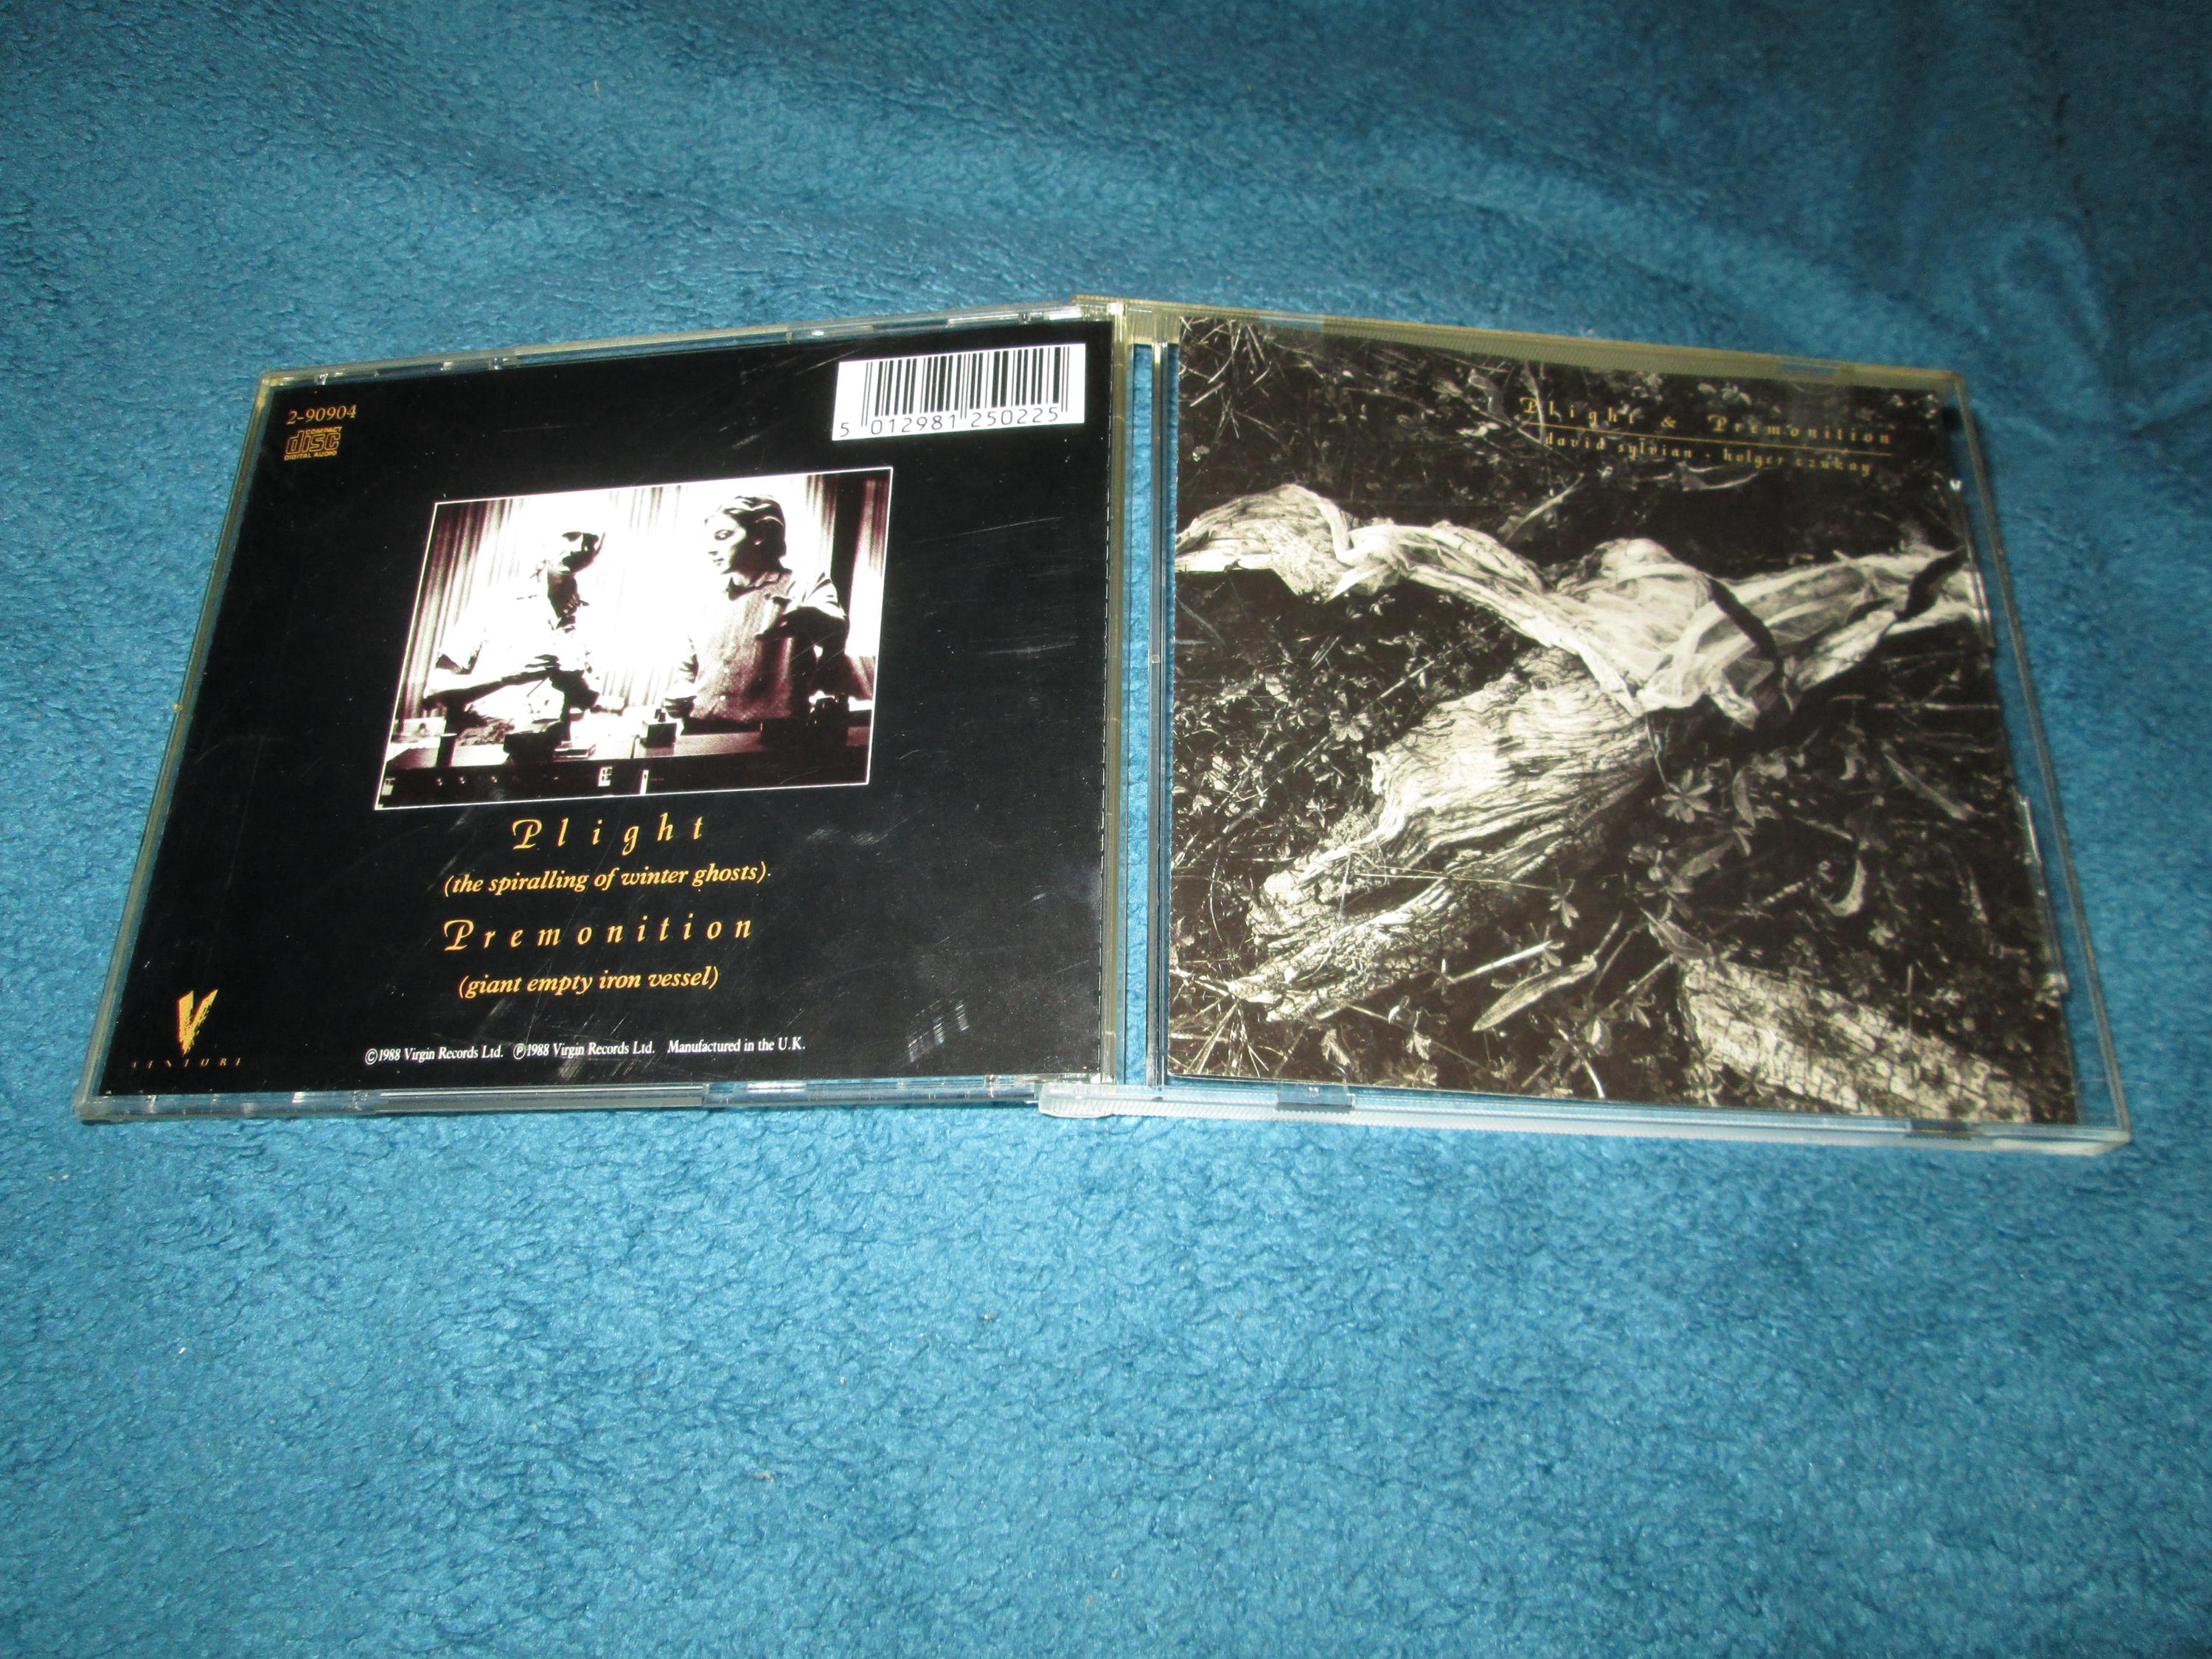 2-90904
COMPACT
disc
DIGITAL AUDIO
5 012981 250225
Plight
(the spiralling of winter ghosts).
Premonition
(giant empty iron vessel)
V
VENTURE
©1988 Virgin Records Ltd. ℗1988 Virgin Records Ltd. Manufactured in the U.K.
Plight & Premonition
david sylvian · holger czukay